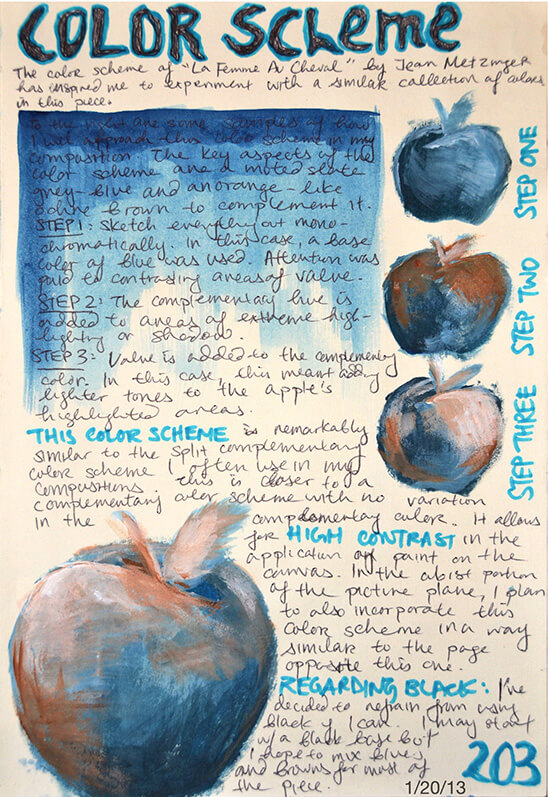 COLOR SCHEME
The color scheme of "La Femme Au Cheval" by Jean Metzinger
has inspired me to experiment with a similar collection of colors
in this piece.
To the right are some samples of how
I will approach this color scheme in my
composition. The key aspects of the
color scheme are a muted slate
grey-blue and an orange-like
ochre brown to complement it.
STEP 1: Sketch everything out mono-
chromatically. In this case, a base
color of blue was used. Attention was
paid to contrasting areas of value.
STEP 2: The complementary hue is
added to areas of extreme high-
lighting or shadow.
STEP 3: Value is added to the complementary
color. In this case, this meant adding
lighter tones to the apple's
highlighted areas.
STEP ONE
STEP TWO
STEP THREE
THIS COLOR SCHEME is remarkably
similar to the split complementary
color scheme I often use in my
compositions. This is closer to a
complementary color scheme with no variation
in the complementary color. It allows
for HIGH CONTRAST in the
application of paint on the
canvas. In the cubist portion
of the picture plane, I plan
to also incorporate this
color scheme in a way
similar to the page
opposite this one.
REGARDING BLACK: I've
decided to refrain from using
black if I can. I may start
w/a black base but
I hope to mix blues
and browns for most of
the piece.
203
1/20/13